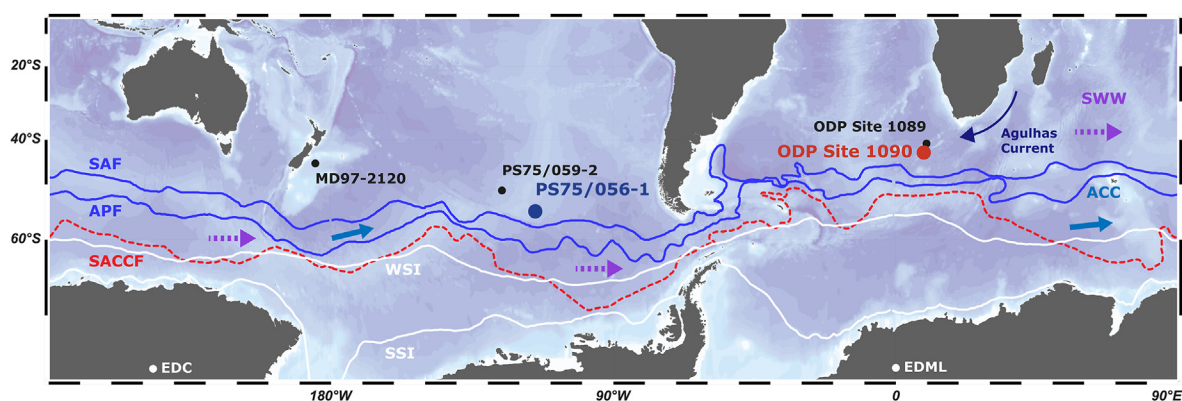 20°S
40°S
60°S
SAF
APF
SACCF
MD97-2120
PS75/059-2
PS75/056-1
WSI
SSI
EDC
ODP Site 1089
ODP Site 1090
Agulhas
Current
SWW
ACC
EDML
180°W
90°W
0
90°E